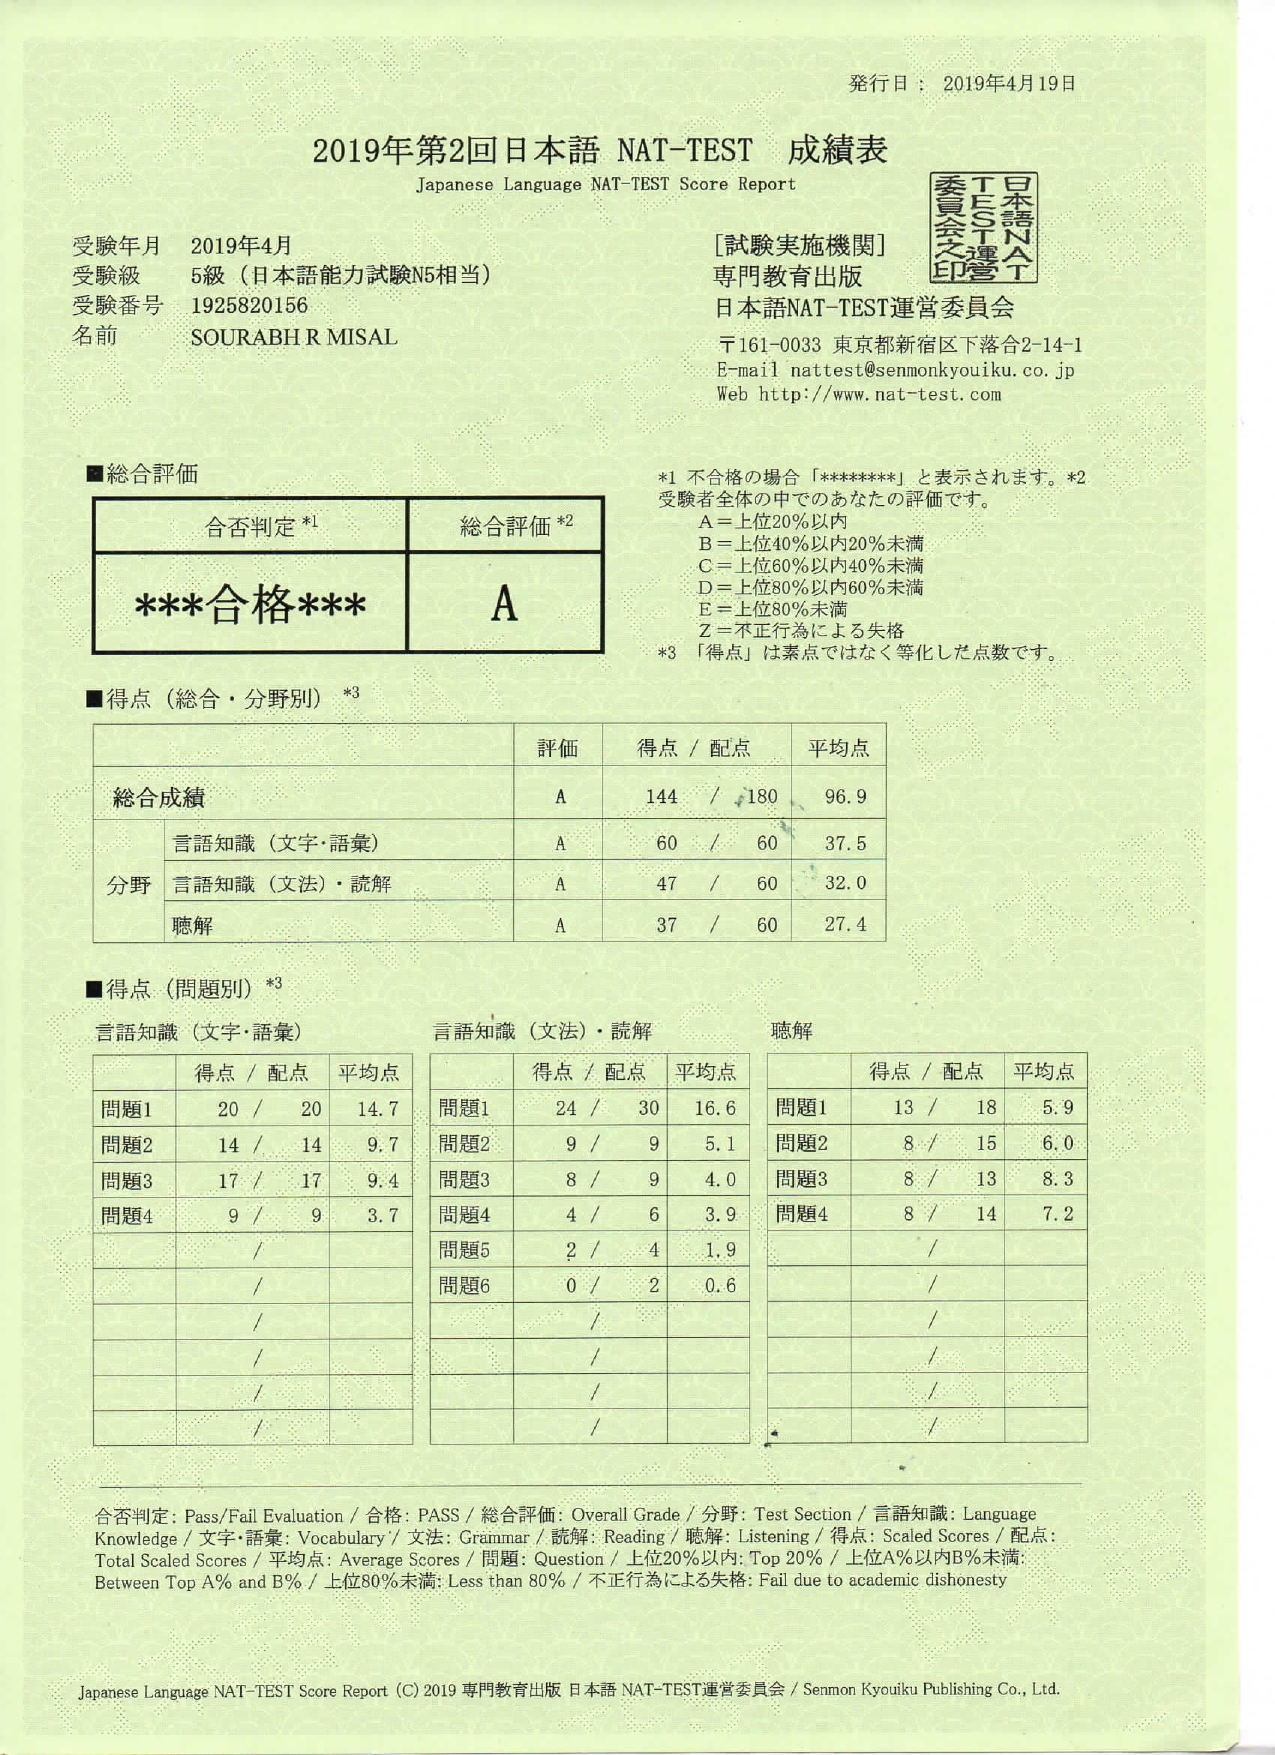 発行日： 2019年4月19日
2019年第2回日本語 NAT-TEST 成績表
Japanese Language NAT-TEST Score Report
日本語NAT
TEST運営
委員会之印
受験年月 2019年4月
受験級 5級（日本語能力試験N5相当）
受験番号 1925820156
名前 SOURABH R MISAL
[試験実施機関]
専門教育出版
日本語NAT-TEST運営委員会
〒161-0033 東京都新宿区下落合2-14-1
E-mail nattest@senmonkyouiku.co.jp
Web http://www.nat-test.com
■総合評価
合否判定*1 総合評価*2
***合格*** A
*1 不合格の場合「********」と表示されます。*2
受験者全体の中でのあなたの評価です。
A＝上位20%以内
B＝上位40%以内20%未満
C＝上位60%以内40%未満
D＝上位80%以内60%未満
E＝上位80%未満
Z＝不正行為による失格
*3 「得点」は素点ではなく等化した点数です。
■得点（総合・分野別） *3
評価 得点 / 配点 平均点
総合成績 A 144 / 180 96.9
分野
言語知識（文字・語彙） A 60 / 60 37.5
言語知識（文法）・読解 A 47 / 60 32.0
聴解 A 37 / 60 27.4
■得点（問題別） *3
言語知識（文字・語彙）
得点 / 配点 平均点
問題1 20 / 20 14.7
問題2 14 / 14 9.7
問題3 17 / 17 9.4
問題4 9 / 9 3.7
/
/
/
/
/
/
言語知識（文法）・読解
得点 / 配点 平均点
問題1 24 / 30 16.6
問題2 9 / 9 5.1
問題3 8 / 9 4.0
問題4 4 / 6 3.9
問題5 2 / 4 1.9
問題6 0 / 2 0.6
/
/
/
/
聴解
得点 / 配点 平均点
問題1 13 / 18 5.9
問題2 8 / 15 6.0
問題3 8 / 13 8.3
問題4 8 / 14 7.2
/
/
/
/
/
/
合否判定: Pass/Fail Evaluation / 合格: PASS / 総合評価: Overall Grade / 分野: Test Section / 言語知識: Language
Knowledge / 文字・語彙: Vocabulary / 文法: Grammar / 読解: Reading / 聴解: Listening / 得点: Scaled Scores / 配点:
Total Scaled Scores / 平均点: Average Scores / 問題: Question / 上位20%以内: Top 20% / 上位A%以内B%未満:
Between Top A% and B% / 上位80%未満: Less than 80% / 不正行為による失格: Fail due to academic dishonesty
Japanese Language NAT-TEST Score Report (C) 2019 専門教育出版 日本語 NAT-TEST運営委員会 / Senmon Kyouiku Publishing Co., Ltd.